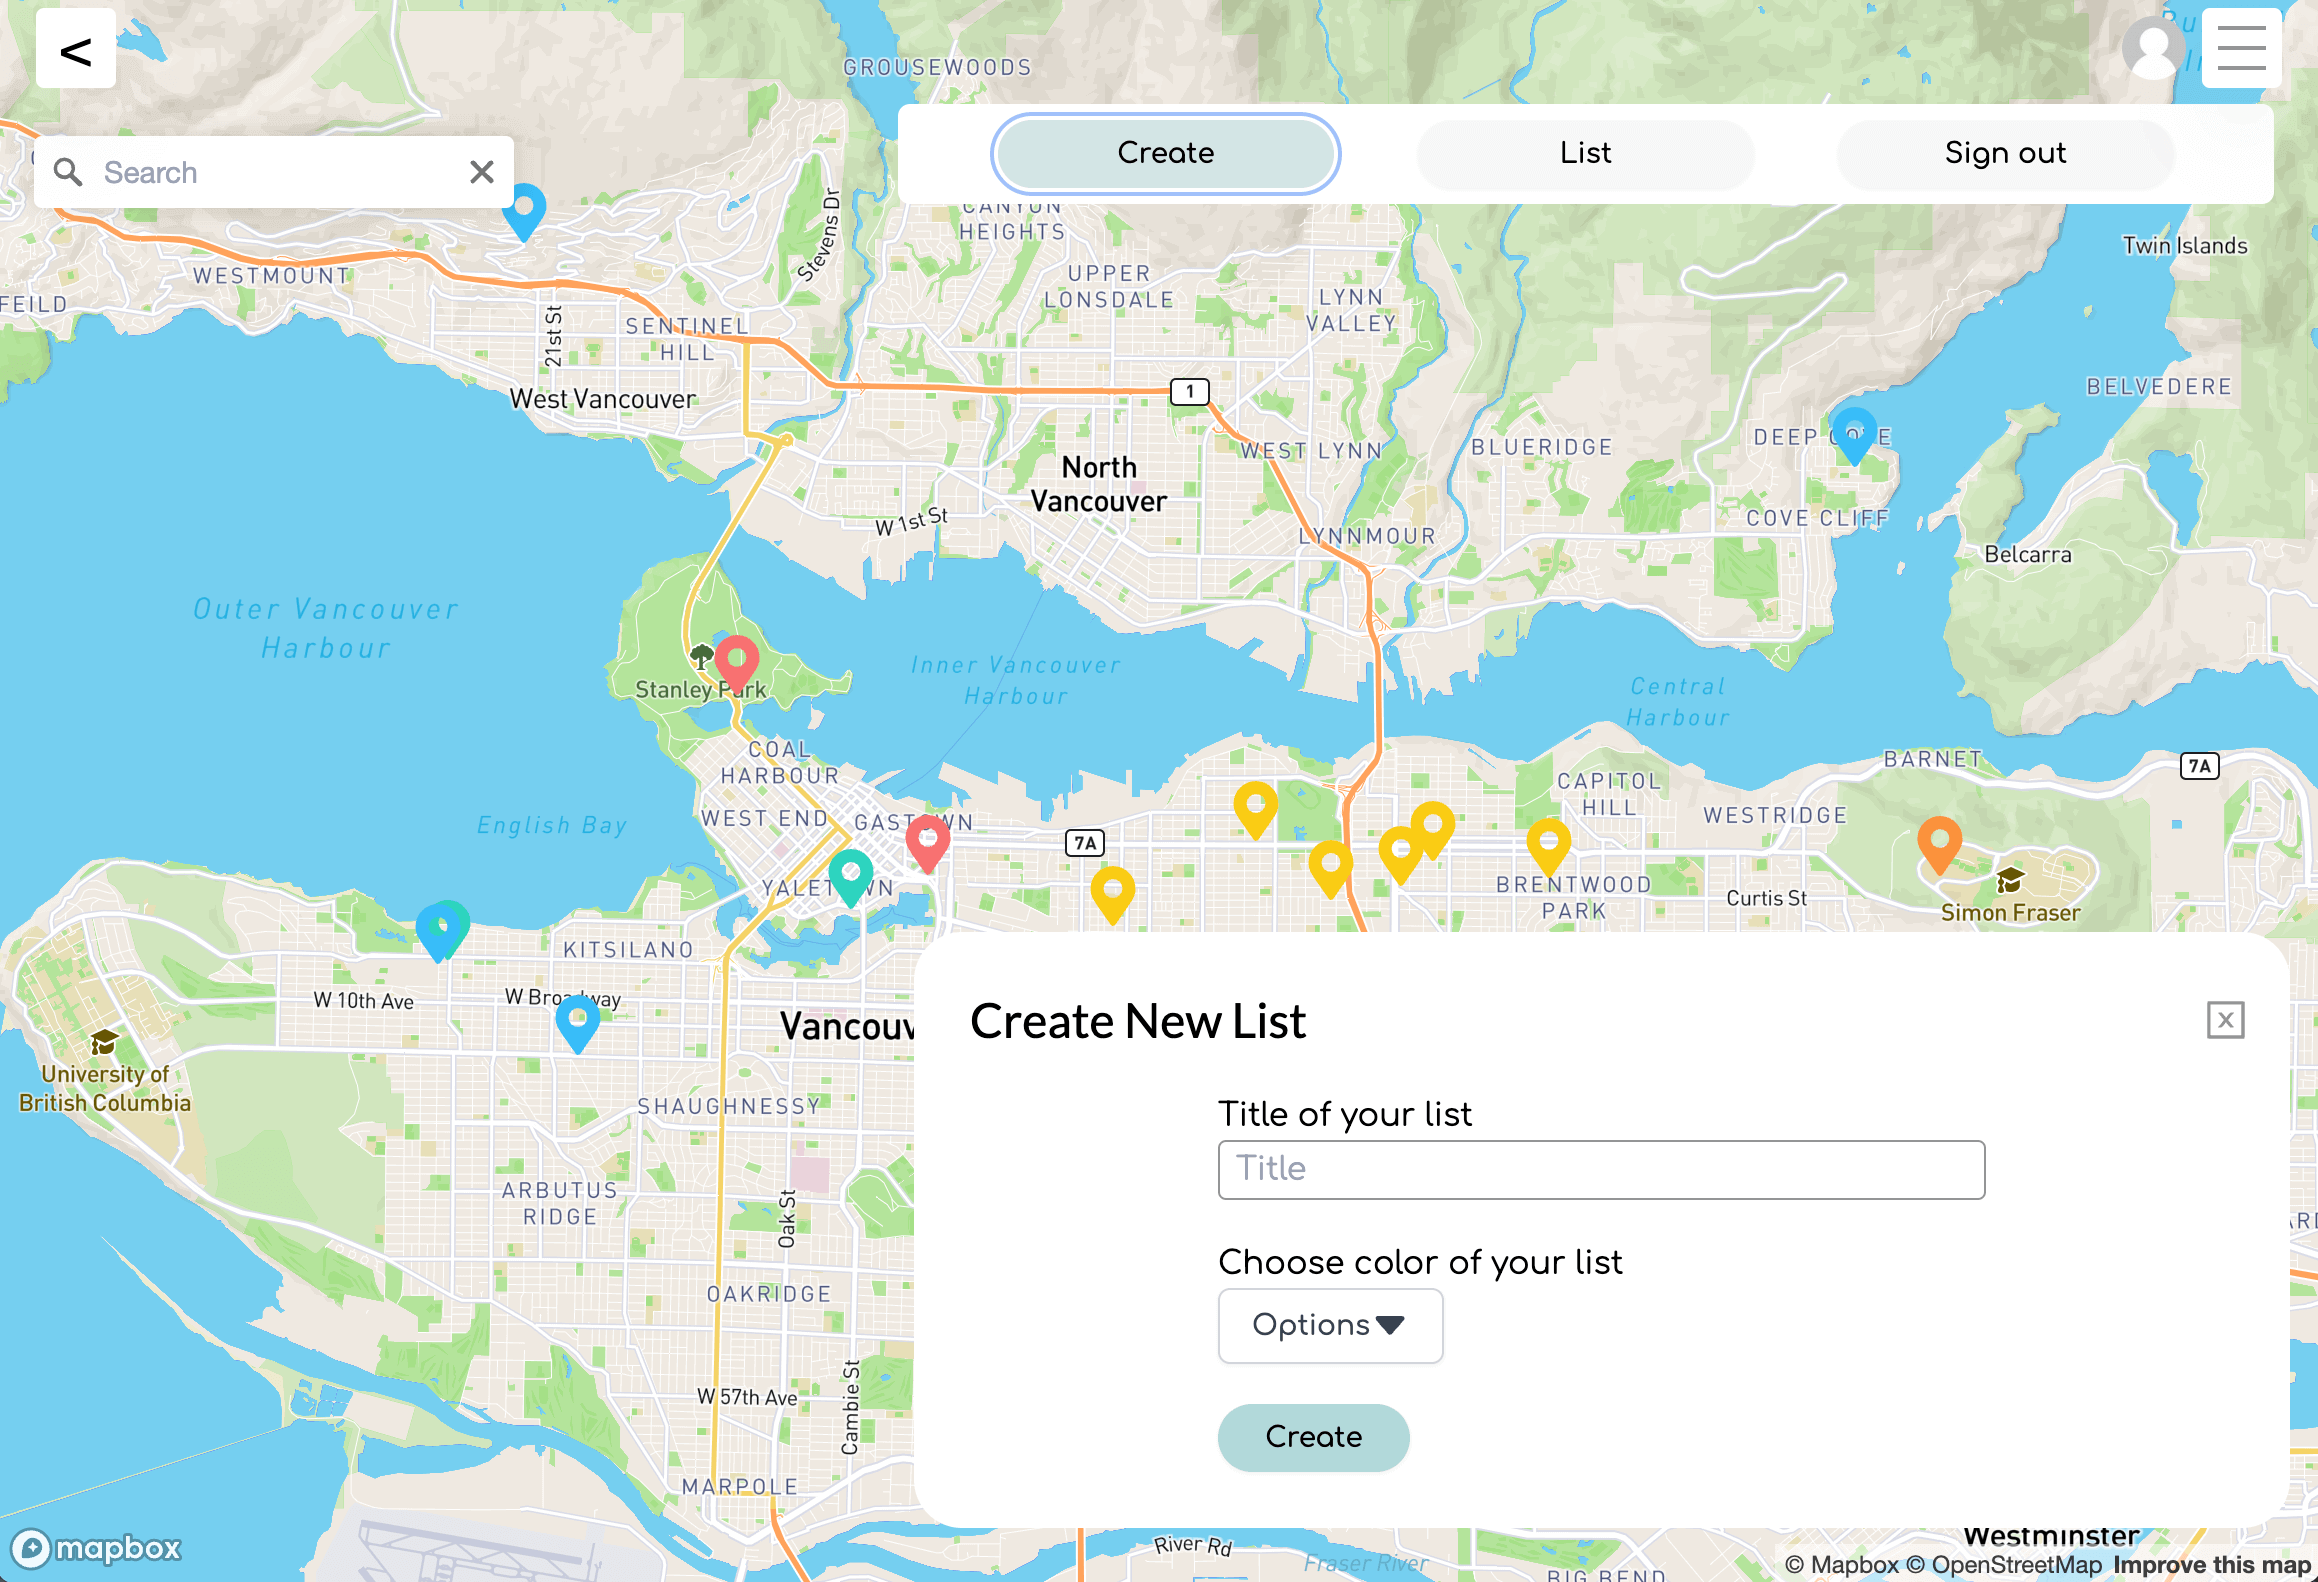 <
GROUSEWOODS
Search
Create
List
Sign out
CANYON
HEIGHTS
Stevens Dr
Twin Islands
WESTMOUNT
UPPER
LONSDALE
LYNN
VALLEY
FEILD
21st St
SENTINEL
HILL
West Vancouver
1
BELVEDERE
WEST LYNN
BLUERIDGE
DEEP COVE
North
Vancouver
W 1st St
LYNNMOUR
COVE CLIFF
Belcarra
Outer Vancouver
Harbour
Stanley Park
Inner Vancouver
Harbour
Central
Harbour
COAL
HARBOUR
BARNET
7A
CAPITOL
HILL
WEST END
GASTOWN
7A
WESTRIDGE
English Bay
YALETOWN
BRENTWOOD
PARK
Curtis St
Simon Fraser
KITSILANO
W 10th Ave
W Broadway
Vancouv
University of
British Columbia
SHAUGHNESSY
ARBUTUS
RIDGE
Oak St
OAKRIDGE
W 57th Ave
Cambie St
MARPOLE
Create New List
x
Title of your list
Title
Choose color of your list
Options
Create
mapbox
River Rd
Fraser River
BIG BEND
Westminster
© Mapbox © OpenStreetMap Improve this map